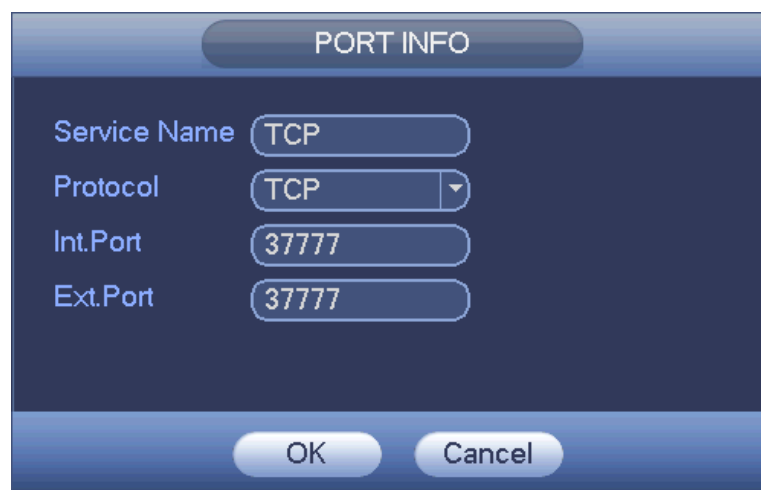 PORT INFO
Service Name TCP
Protocol TCP
Int.Port 37777
Ext.Port 37777
OK Cancel